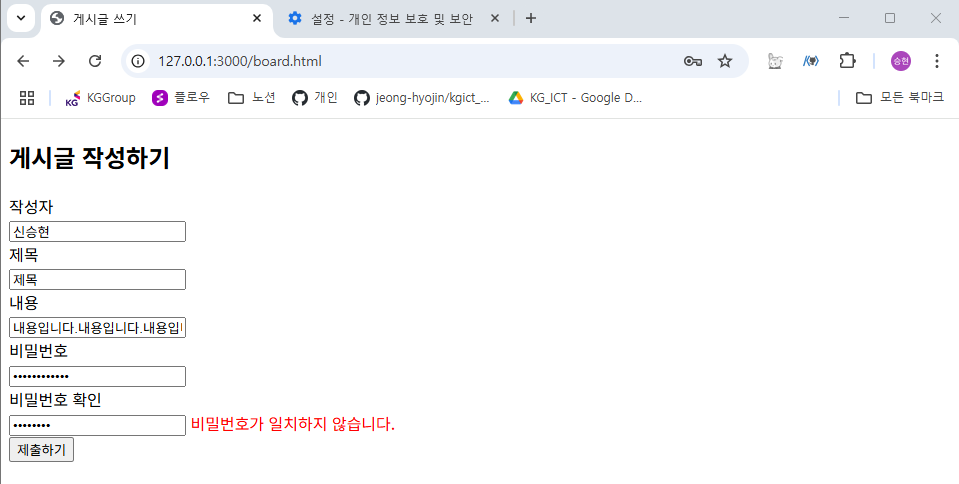 게시글 쓰기
설정 - 개인 정보 보호 및 보안
127.0.0.1:3000/board.html
승현
KG
KGGroup
플로우
노션
개인
jeong-hyojin/kgict_...
KG_ICT - Google D...
모든 북마크
게시글 작성하기
작성자
신승현
제목
제목
내용
내용입니다.내용입니다.내용입
비밀번호
••••••••••••
비밀번호 확인
•••••••• 비밀번호가 일치하지 않습니다.
제출하기